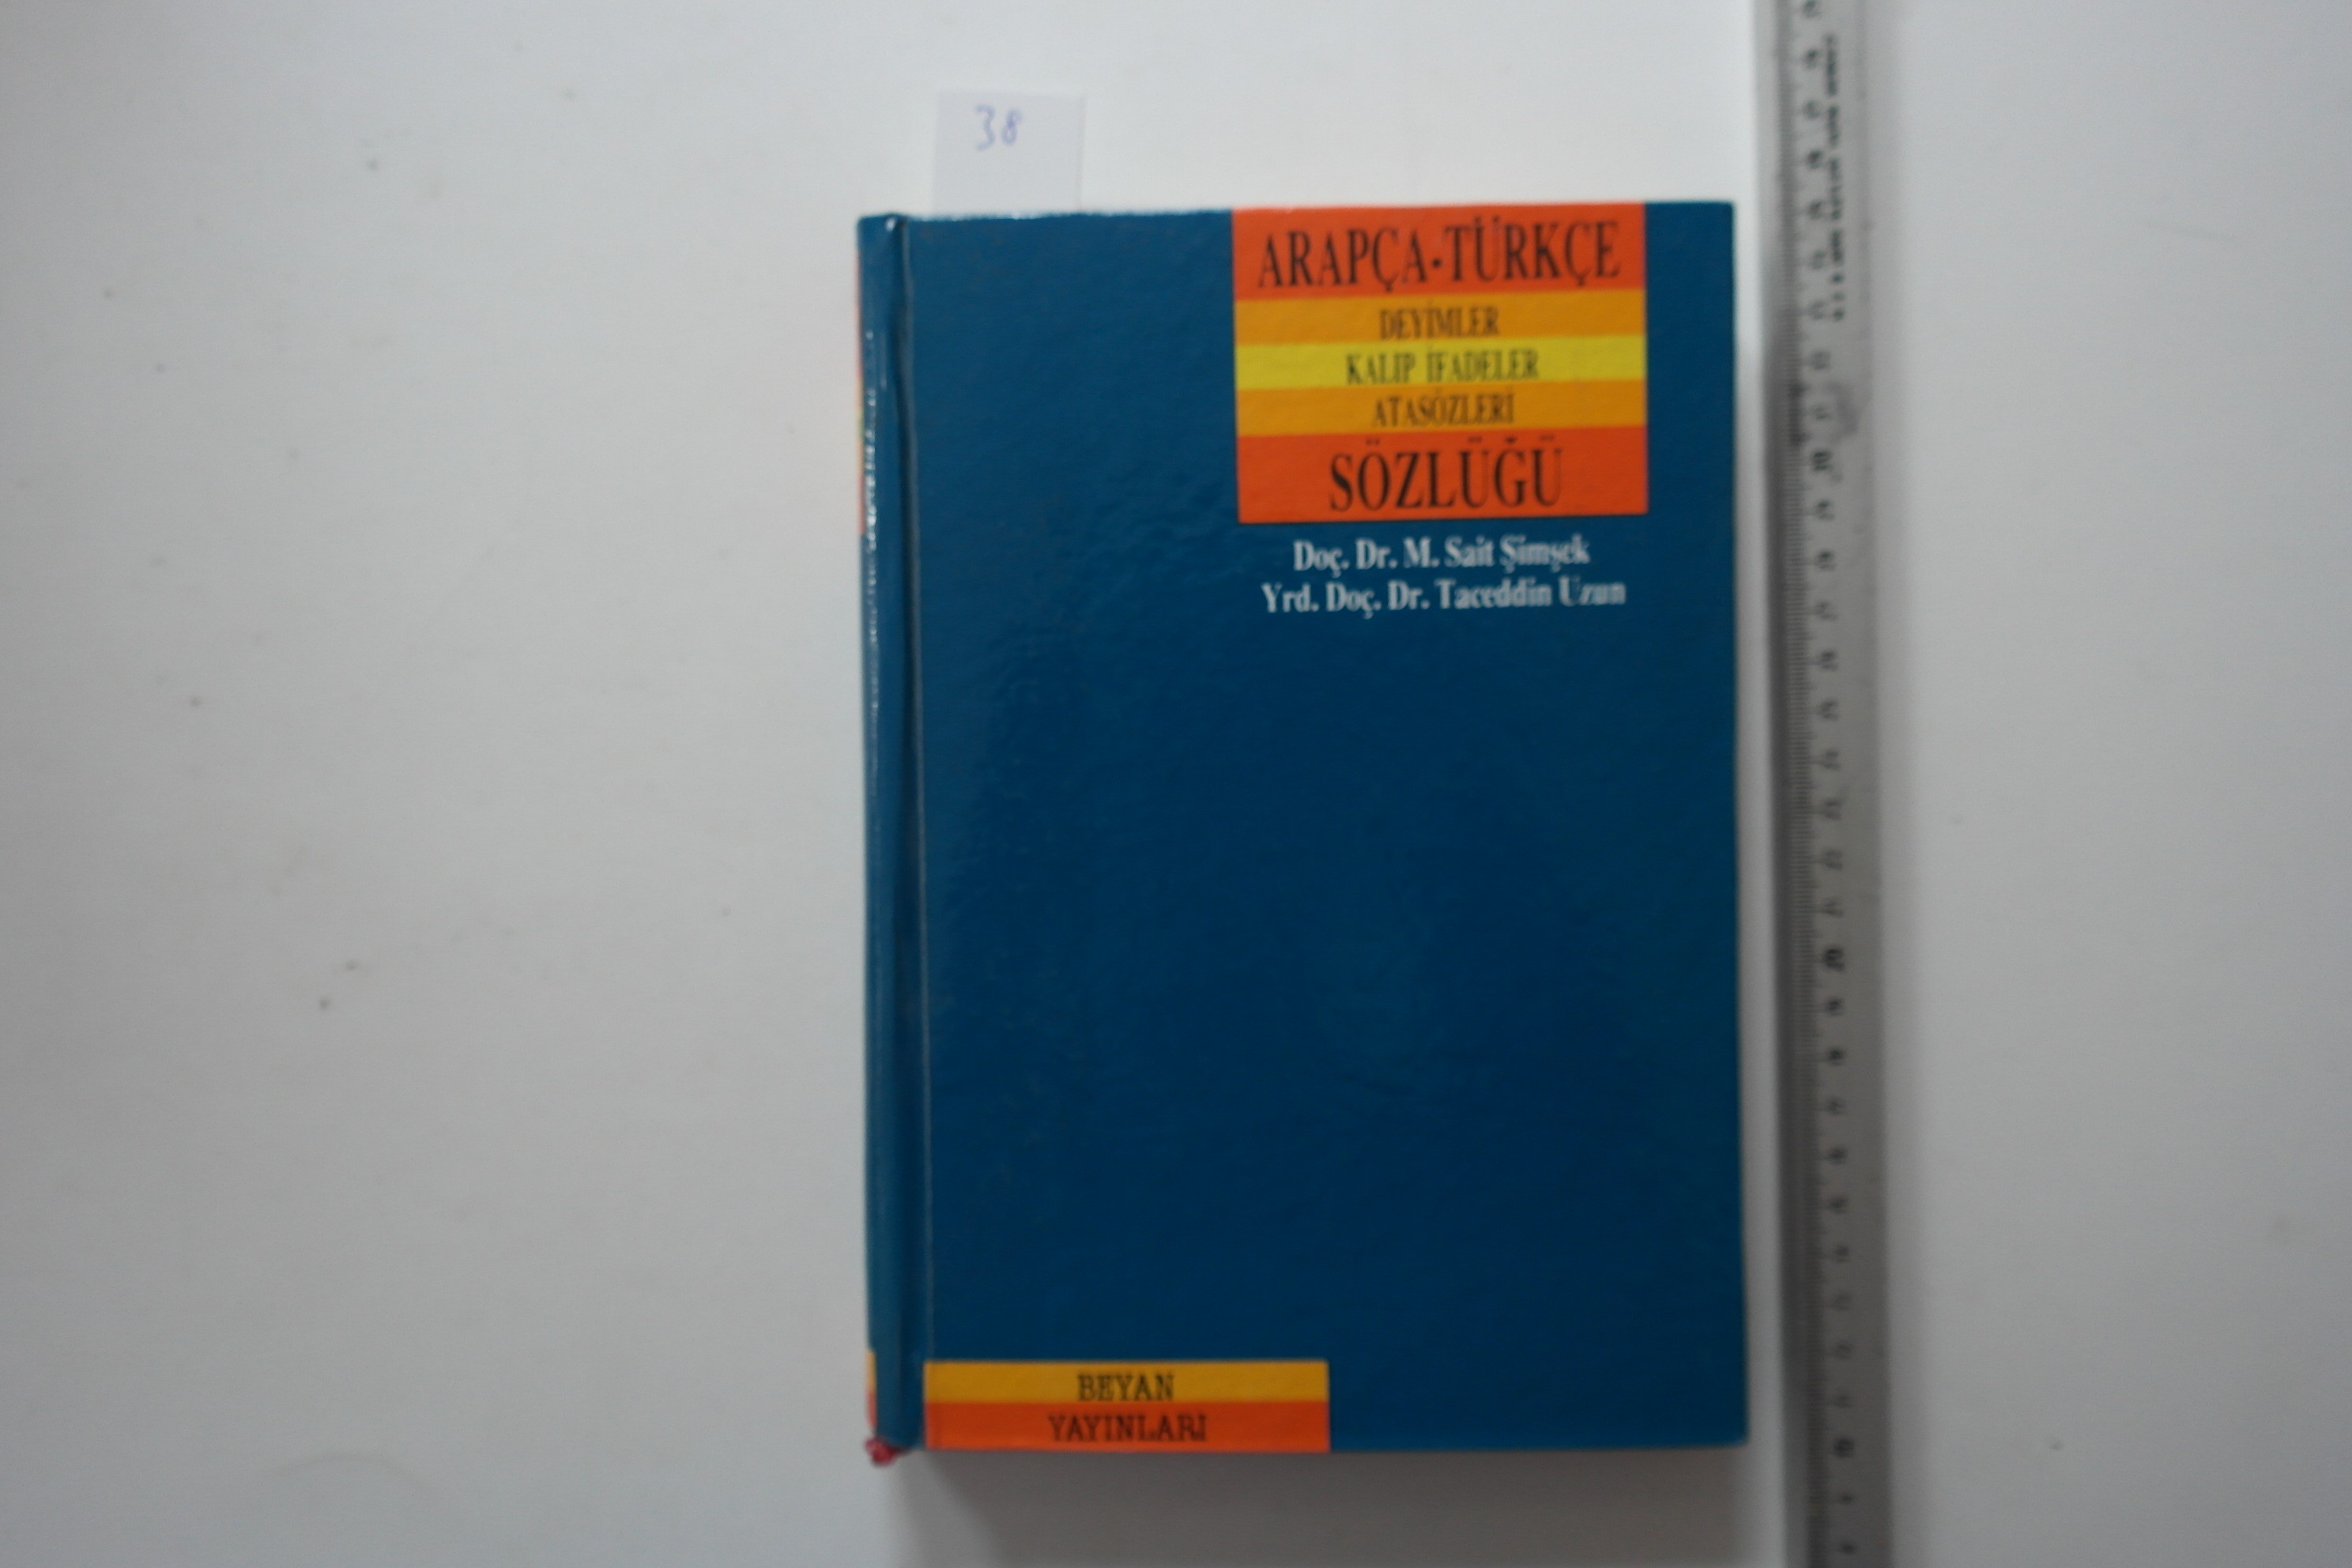 38
ARAPÇA-TÜRKÇE
DEYİMLER
KALIP İFADELER
ATASÖZLERİ
SÖZLÜĞÜ
Doç. Dr. M. Sait Şimşek
Yrd. Doç. Dr. Taceddin Uzun
BEYAN
YAYINLARI